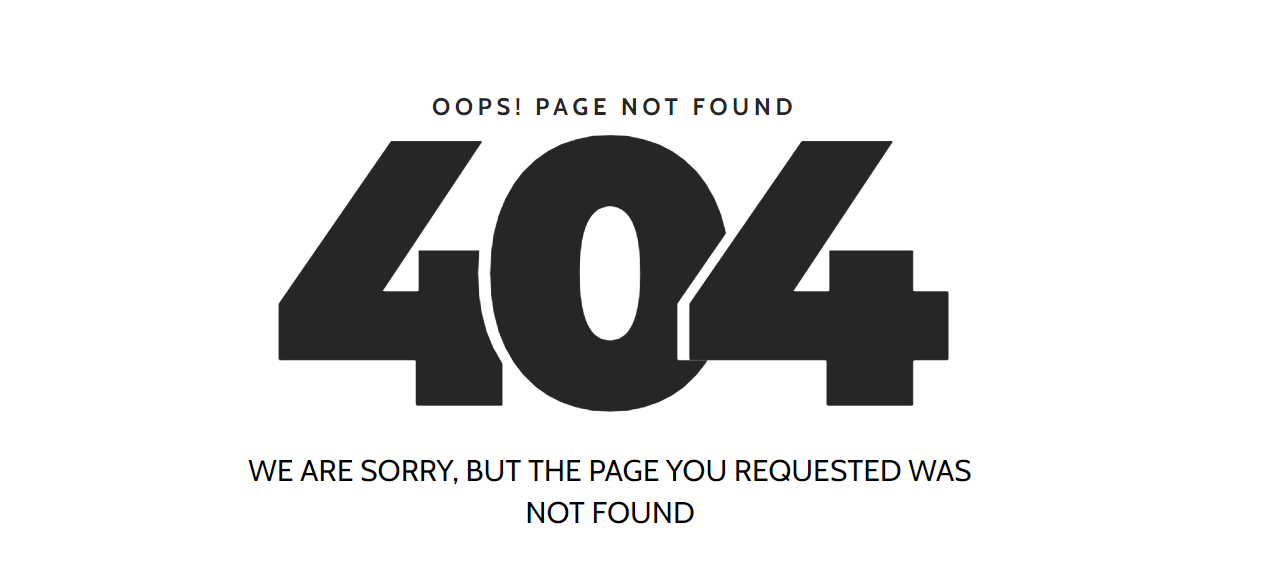 OOPS! PAGE NOT FOUND
404
WE ARE SORRY, BUT THE PAGE YOU REQUESTED WAS
NOT FOUND